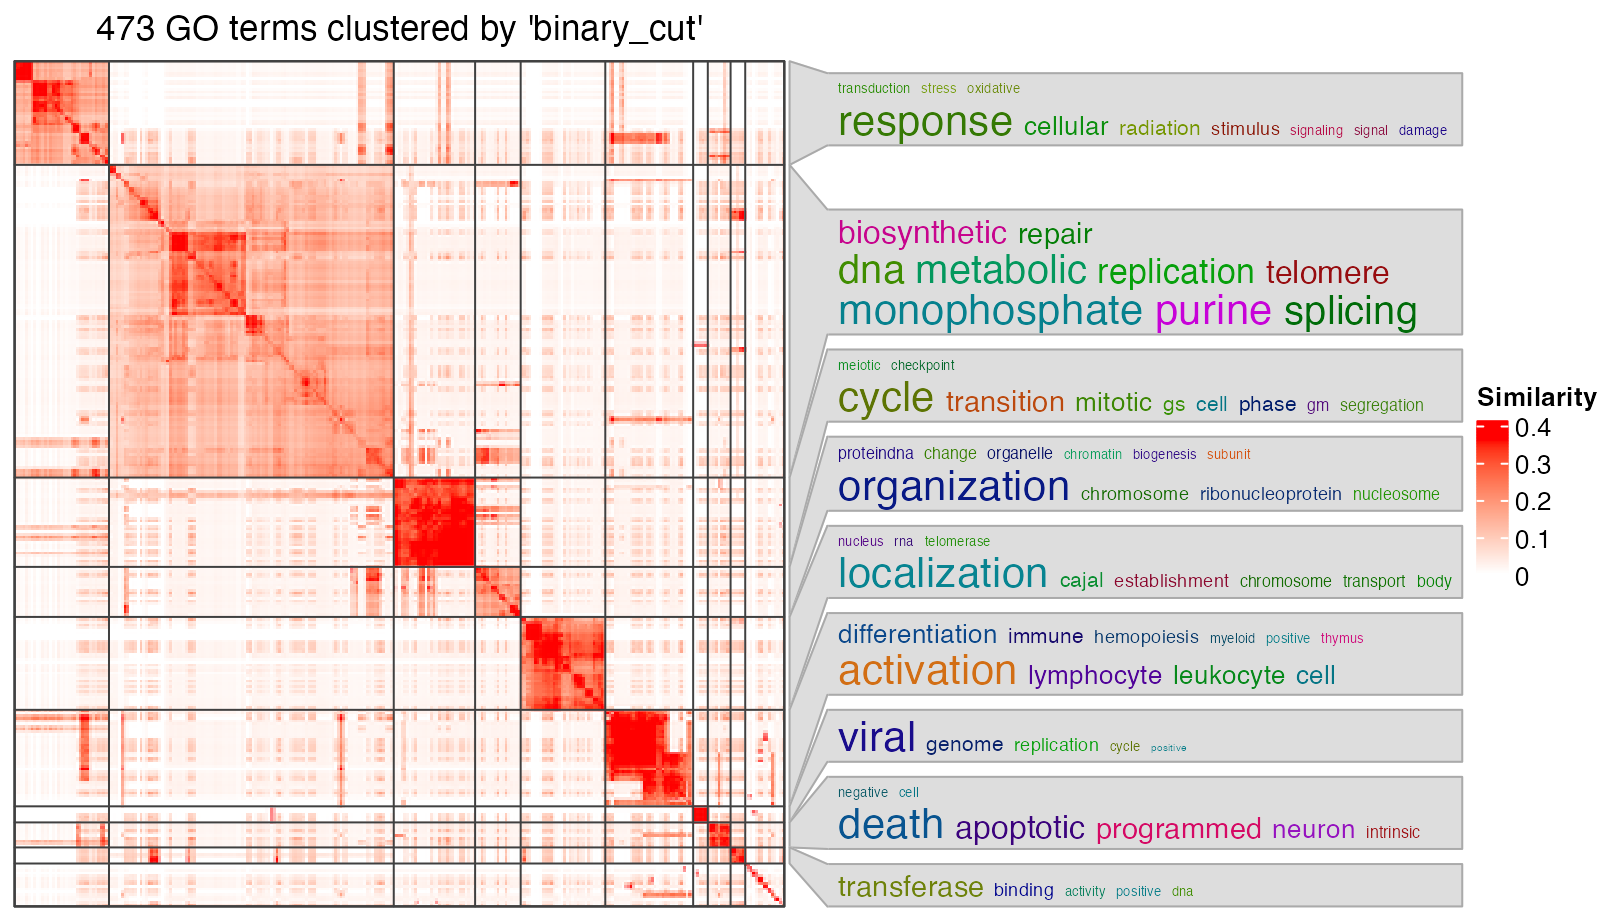 473 GO terms clustered by 'binary_cut'
transduction stress oxidative
response cellular radiation stimulus signaling signal damage
biosynthetic repair
dna metabolic replication telomere
monophosphate purine splicing
meiotic checkpoint
cycle transition mitotic gs cell phase gm segregation
proteindna change organelle chromatin biogenesis subunit
organization chromosome ribonucleoprotein nucleosome
nucleus rna telomerase
localization cajal establishment chromosome transport body
differentiation immune hemopoiesis myeloid positive thymus
activation lymphocyte leukocyte cell
viral genome replication cycle positive
negative cell
death apoptotic programmed neuron intrinsic
transferase binding activity positive dna
Similarity
0.4
0.3
0.2
0.1
0